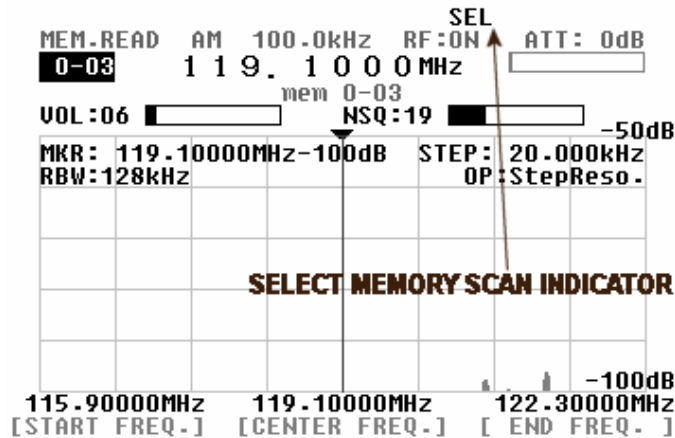 SEL
MEM.READ AM 100.0kHz RF:ON ATT: 0dB
0-03 119.1000MHz
mem 0-03
VOL:06 NSQ:19
-50dB
MKR: 119.10000MHz-100dB STEP: 20.000kHz
RBW:128kHz OP:StepReso.
SELECT MEMORY SCAN INDICATOR
-100dB
115.90000MHz 119.10000MHz 122.30000MHz
[START FREQ.] [CENTER FREQ.] [ END FREQ. ]